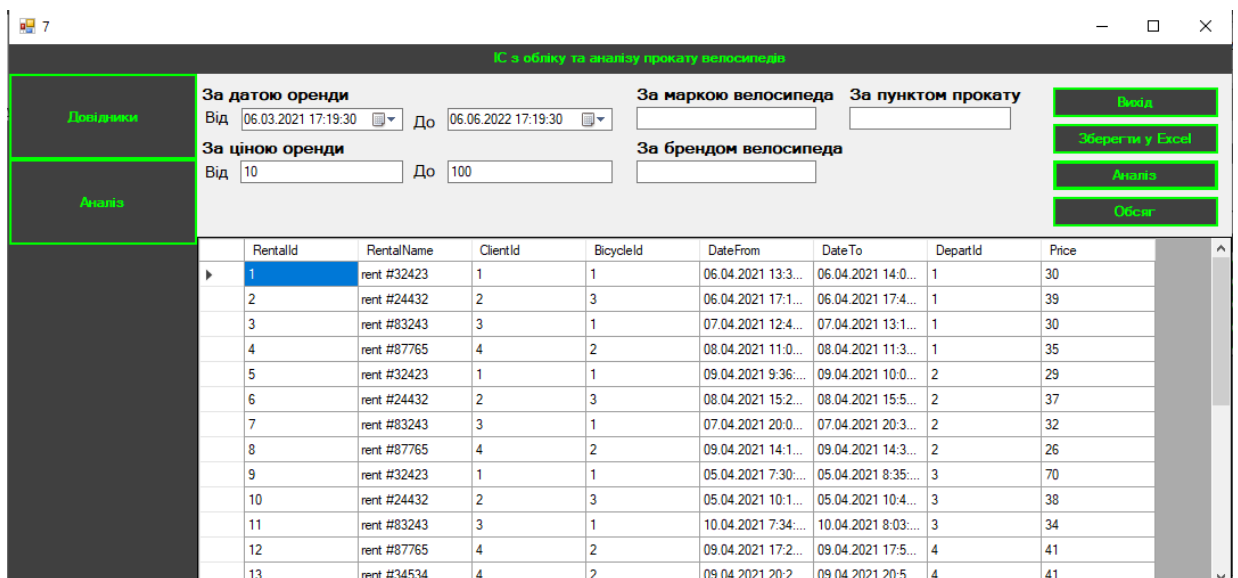 7
ІС з обліку та аналізу прокату велосипедів
Довідники
Аналіз
За датою оренди
Від 06.03.2021 17:19:30 До 06.06.2022 17:19:30
За ціною оренди
Від 10 До 100
За маркою велосипеда За пунктом прокату
За брендом велосипеда
Вихід
Зберегти у Excel
Аналіз
Обсяг
RentalId RentalName ClientId BicycleId DateFrom DateTo DepartId Price
1 rent #32423 1 1 06.04.2021 13:3... 06.04.2021 14:0... 1 30
2 rent #24432 2 3 06.04.2021 17:1... 06.04.2021 17:4... 1 39
3 rent #83243 3 1 07.04.2021 12:4... 07.04.2021 13:1... 1 30
4 rent #87765 4 2 08.04.2021 11:0... 08.04.2021 11:3... 1 35
5 rent #32423 1 1 09.04.2021 9:36:... 09.04.2021 10:0... 2 29
6 rent #24432 2 3 08.04.2021 15:2... 08.04.2021 15:5... 2 37
7 rent #83243 3 1 07.04.2021 20:0... 07.04.2021 20:3... 2 32
8 rent #87765 4 2 09.04.2021 14:1... 09.04.2021 14:3... 2 26
9 rent #32423 1 1 05.04.2021 7:30:... 05.04.2021 8:35:... 3 70
10 rent #24432 2 3 05.04.2021 10:1... 05.04.2021 10:4... 3 38
11 rent #83243 3 1 10.04.2021 7:34:... 10.04.2021 8:03:... 3 34
12 rent #87765 4 2 09.04.2021 17:2... 09.04.2021 17:5... 4 41
13 rent #34534 4 2 09.04.2021 20:2... 09.04.2021 20:5... 4 41